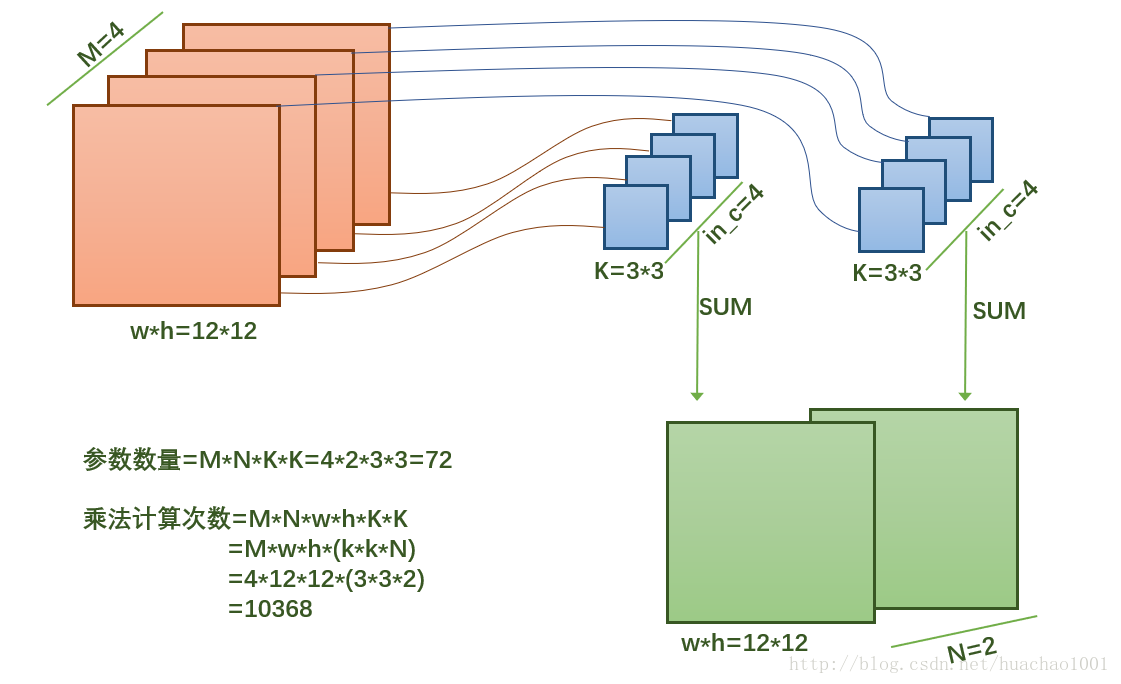 M=4
w*h=12*12
in_c=4
K=3*3
in_c=4
K=3*3
SUM
SUM
参数数量=M*N*K*K=4*2*3*3=72
乘法计算次数=M*N*w*h*K*K
=M*w*h*(k*k*N)
=4*12*12*(3*3*2)
=10368
w*h=12*12
N=2
http://blog.csdn.net/huachao1001